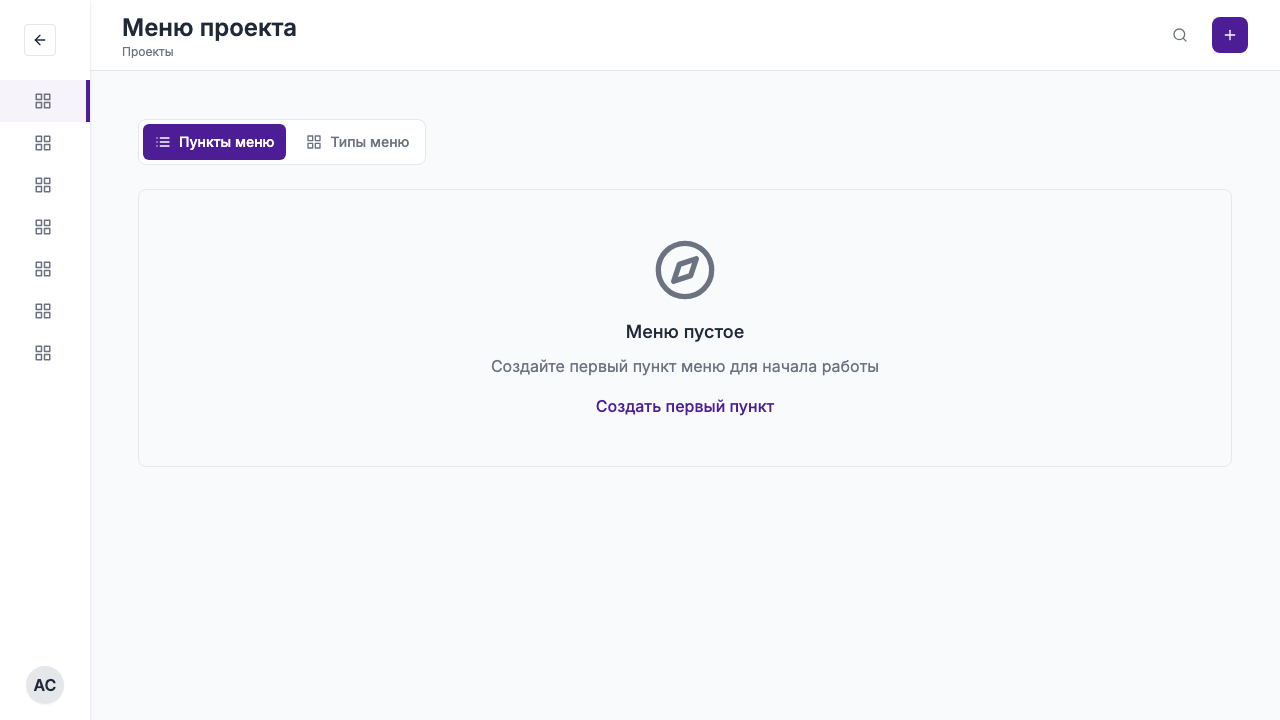 Меню проекта
Проекты
Пункты меню
Типы меню
Меню пустое
Создайте первый пункт меню для начала работы
Создать первый пункт
AC